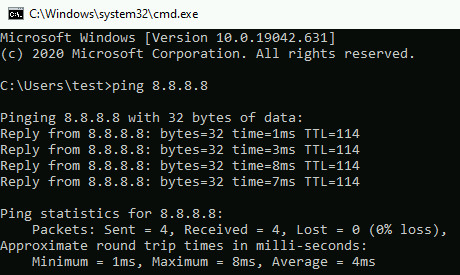 C:\Windows\system32\cmd.exe
Microsoft Windows [Version 10.0.19042.631]
(c) 2020 Microsoft Corporation. All rights reserved.
C:\Users\test>ping 8.8.8.8
Pinging 8.8.8.8 with 32 bytes of data:
Reply from 8.8.8.8: bytes=32 time=1ms TTL=114
Reply from 8.8.8.8: bytes=32 time=3ms TTL=114
Reply from 8.8.8.8: bytes=32 time=8ms TTL=114
Reply from 8.8.8.8: bytes=32 time=7ms TTL=114
Ping statistics for 8.8.8.8:
    Packets: Sent = 4, Received = 4, Lost = 0 (0% loss),
Approximate round trip times in milli-seconds:
    Minimum = 1ms, Maximum = 8ms, Average = 4ms